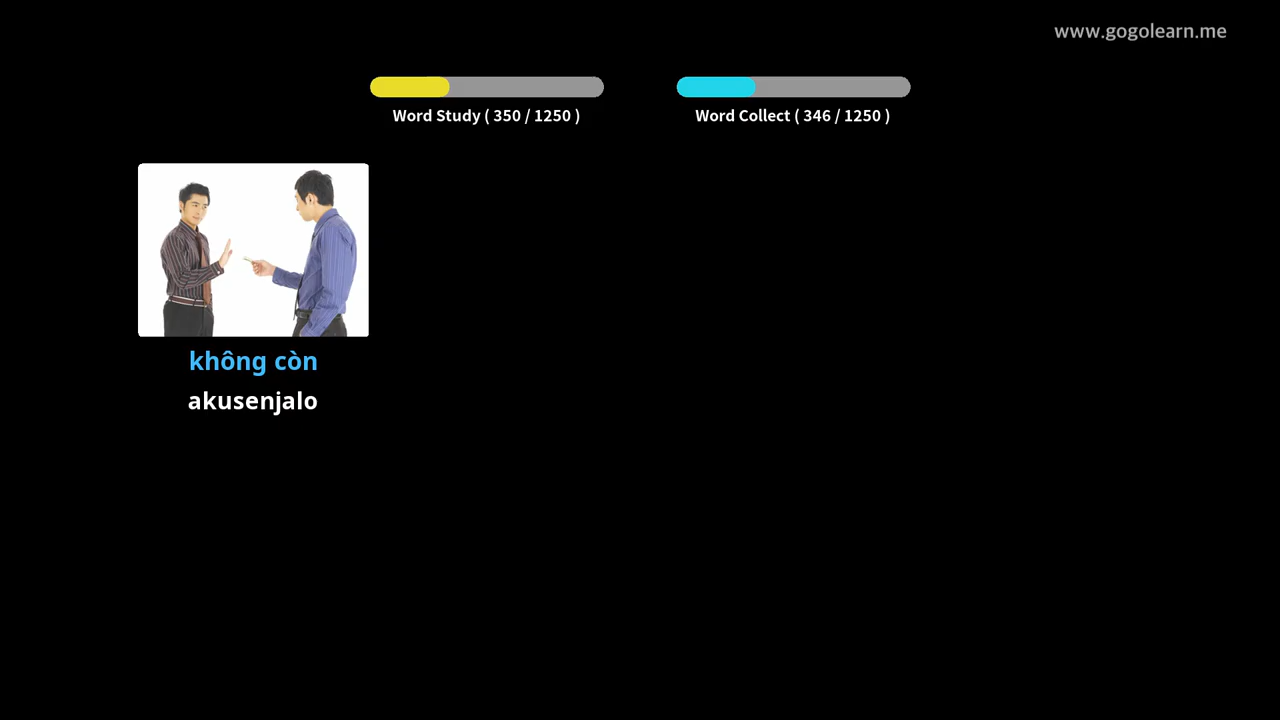 www.gogolearn.me
Word Study ( 350 / 1250 )
Word Collect ( 346 / 1250 )
không còn
akusenjalo